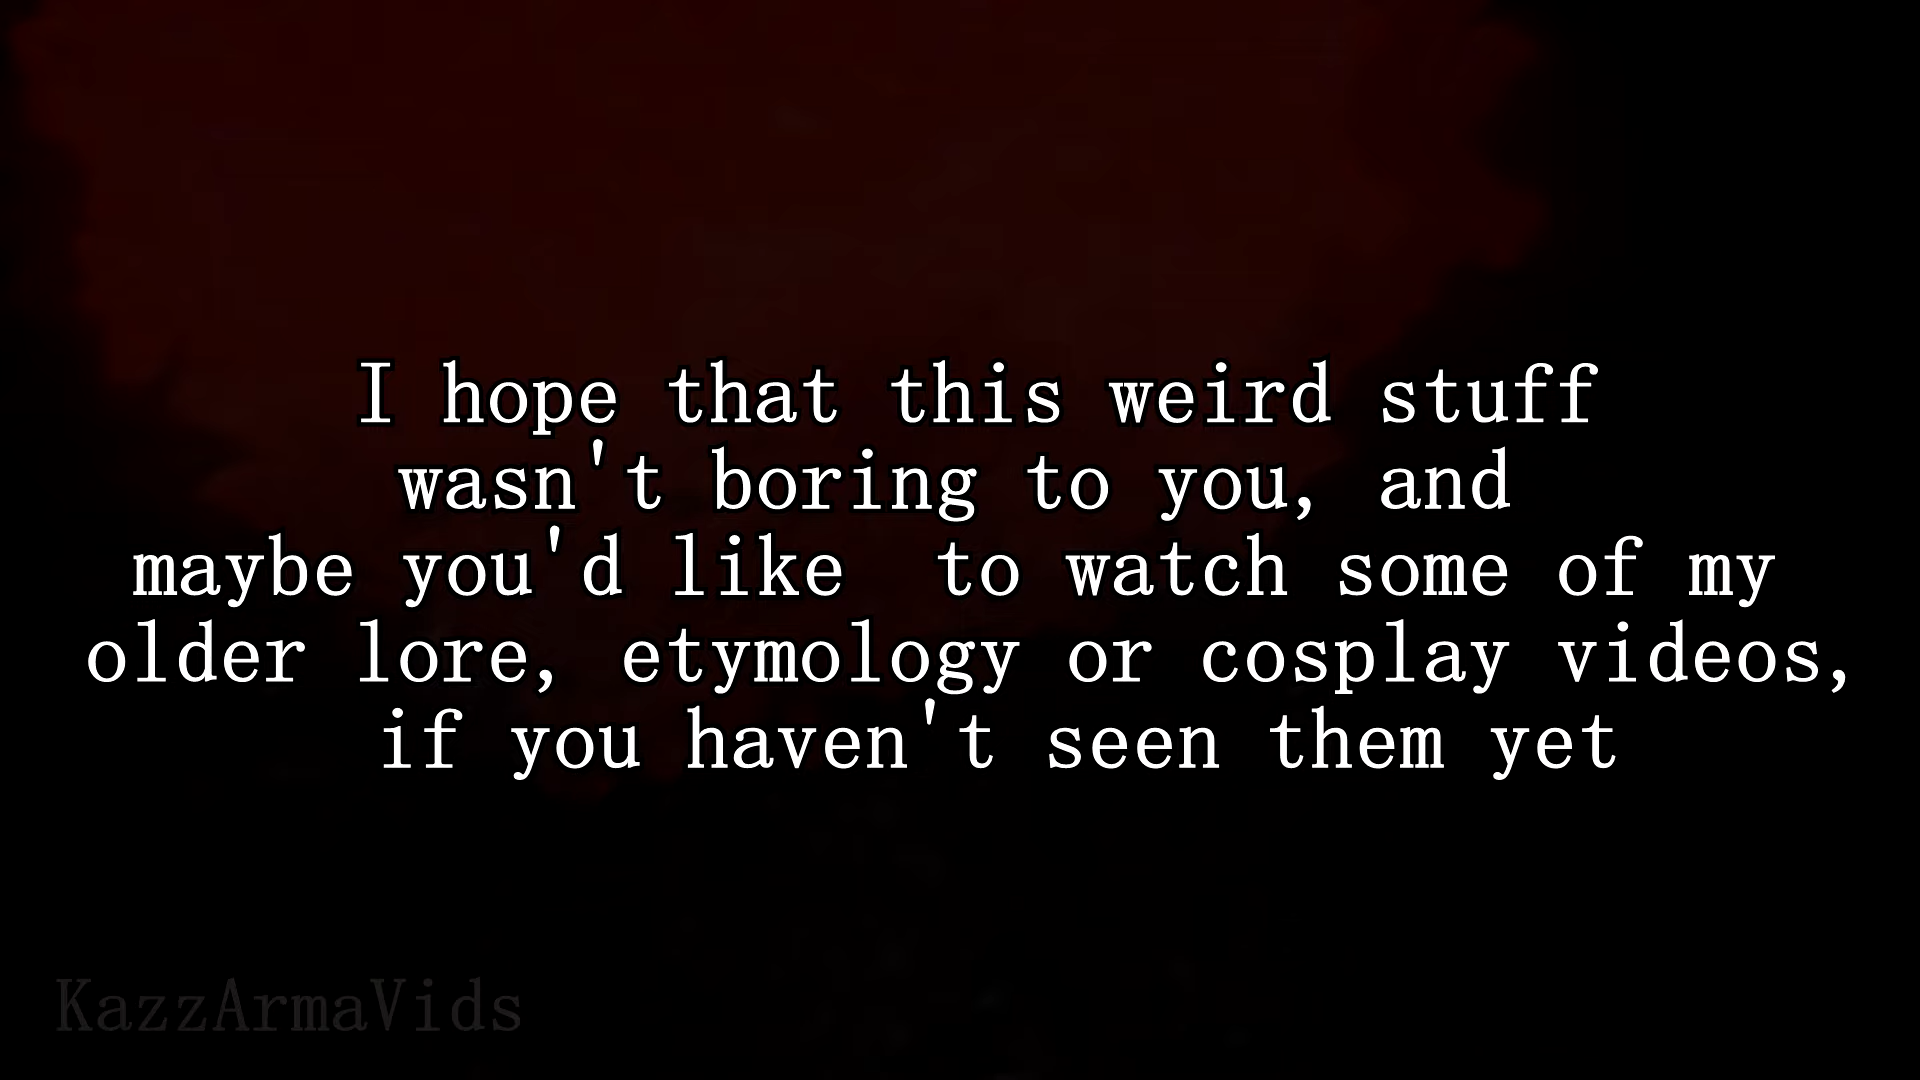 I hope that this weird stuff
wasn't boring to you, and
maybe you'd like  to watch some of my
older lore, etymology or cosplay videos,
if you haven't seen them yet
KazzArmaVids